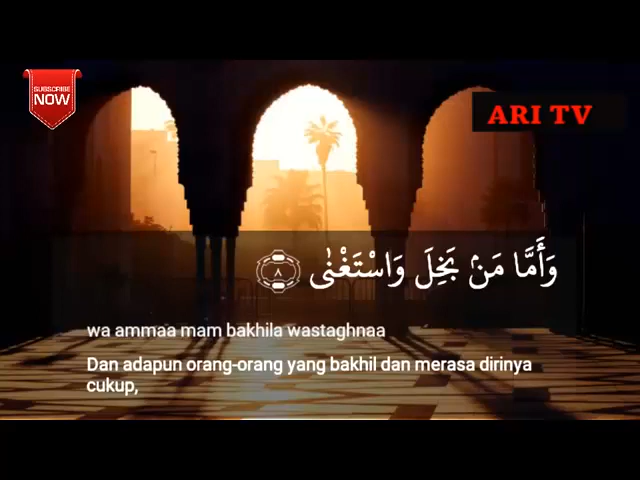 SUBSCRIBE
NOW
ARI TV
وَأَمَّا مَنۢ بَخِلَ وَاسْتَغْنٰى ٨
wa ammaa mam bakhila wastaghnaa
Dan adapun orang-orang yang bakhil dan merasa dirinya
cukup,